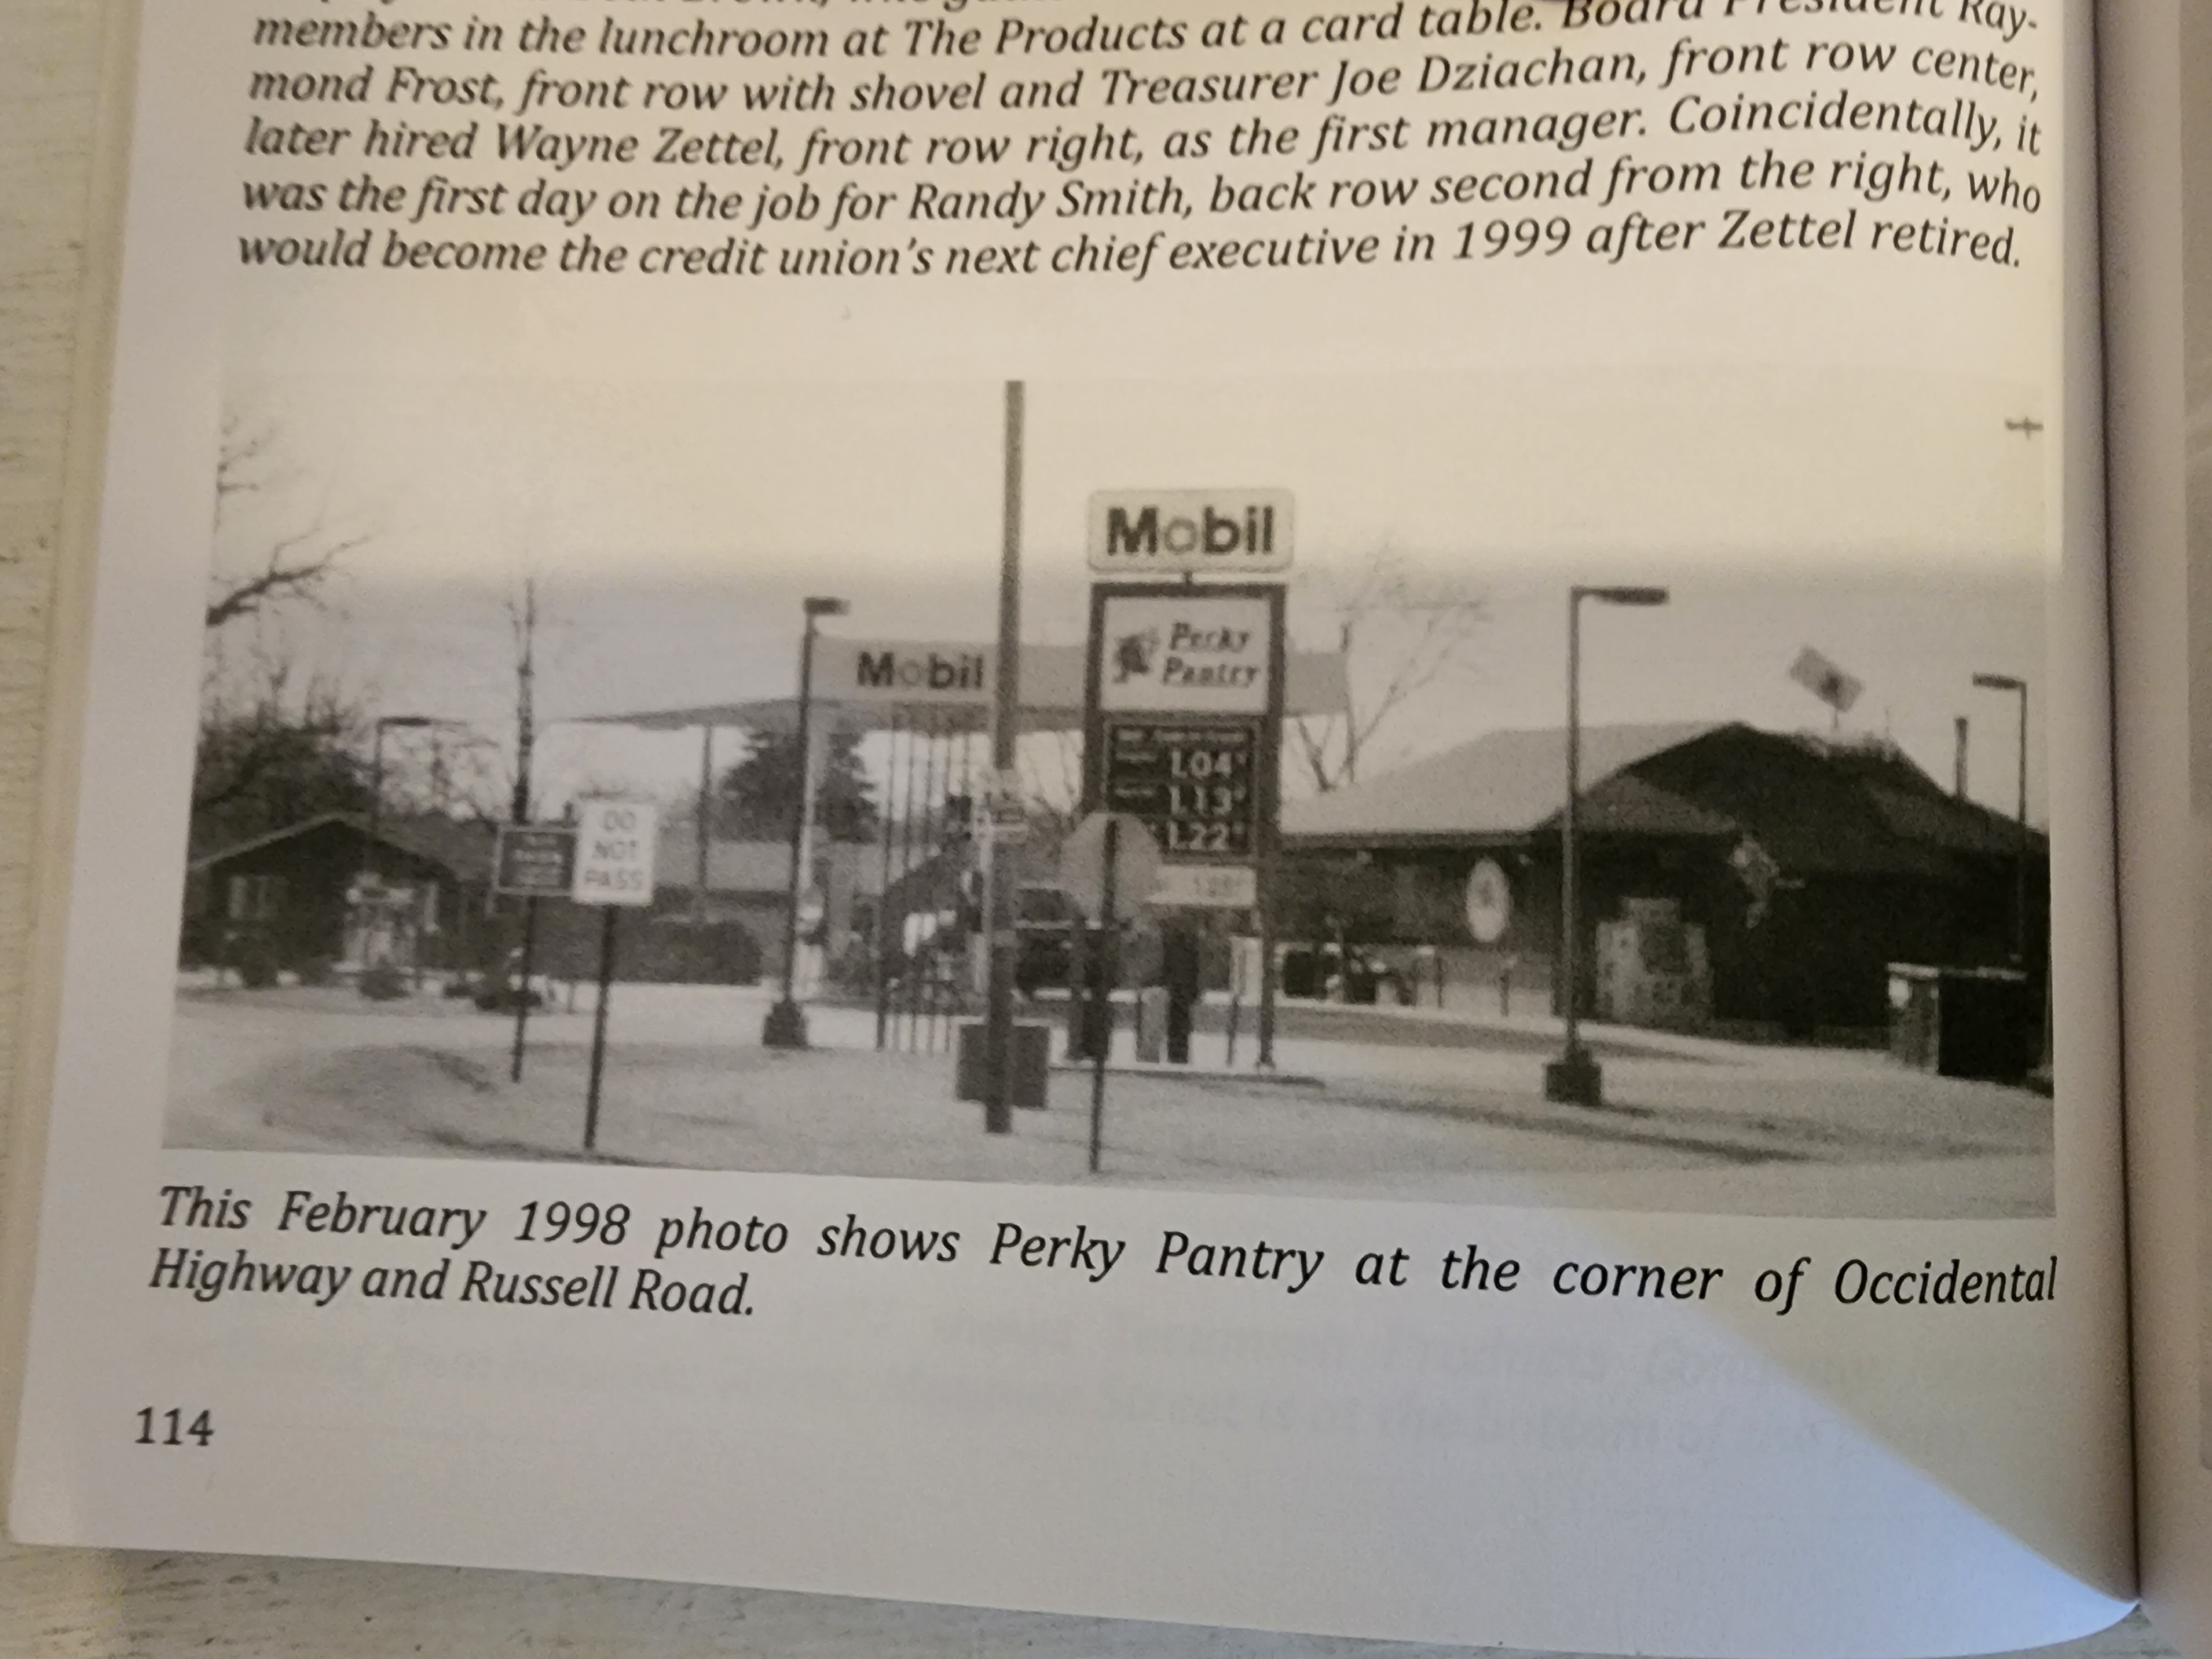 members in the lunchroom at The Products at a card table. Board President Ray-
mond Frost, front row with shovel and Treasurer Joe Dziachan, front row center,
later hired Wayne Zettel, front row right, as the first manager. Coincidentally, it
was the first day on the job for Randy Smith, back row second from the right, who
would become the credit union's next chief executive in 1999 after Zettel retired.
Mobil
Mobil
Perky
Pantry
1.04
1.13
1.22
DO
NOT
PASS
This February 1998 photo shows Perky Pantry at the corner of Occidental
Highway and Russell Road.
114